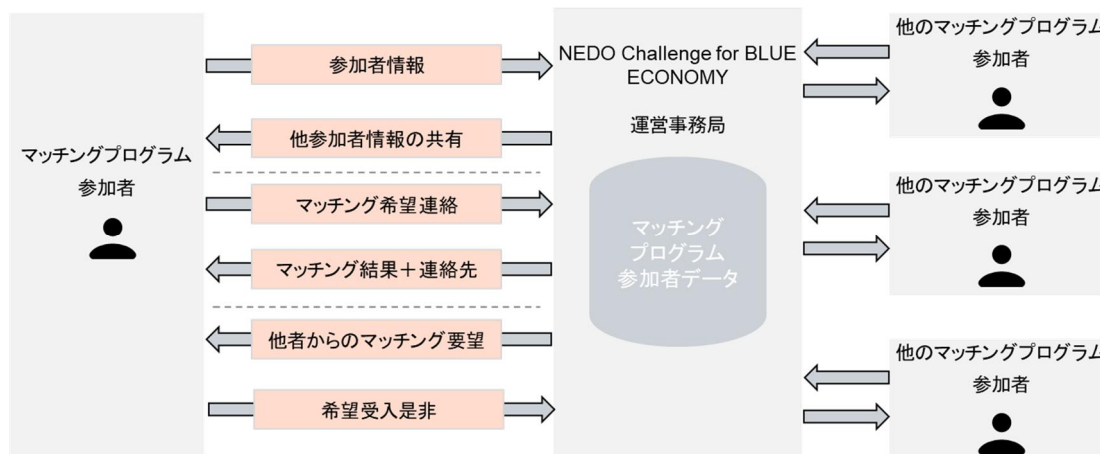 マッチングプログラム
参加者
参加者情報
他参加者情報の共有
マッチング希望連絡
マッチング結果＋連絡先
他者からのマッチング要望
希望受入是非
NEDO Challenge for BLUE
ECONOMY
運営事務局
マッチング
プログラム
参加者データ
他のマッチングプログラム
参加者
他のマッチングプログラム
参加者
他のマッチングプログラム
参加者